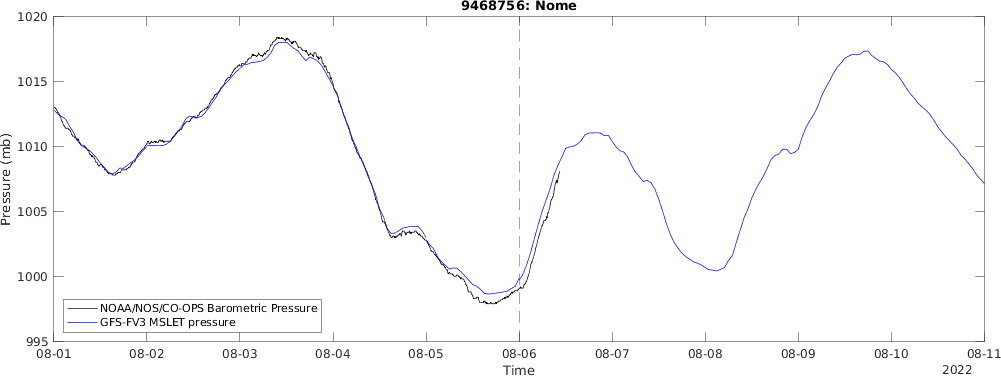 9468756: Nome
1020
1015
1010
1005
1000
995
Pressure (mb)
NOAA/NOS/CO-OPS Barometric Pressure
GFS-FV3 MSLET pressure
08-01 08-02 08-03 08-04 08-05 08-06 08-07 08-08 08-09 08-10 08-11
Time
2022